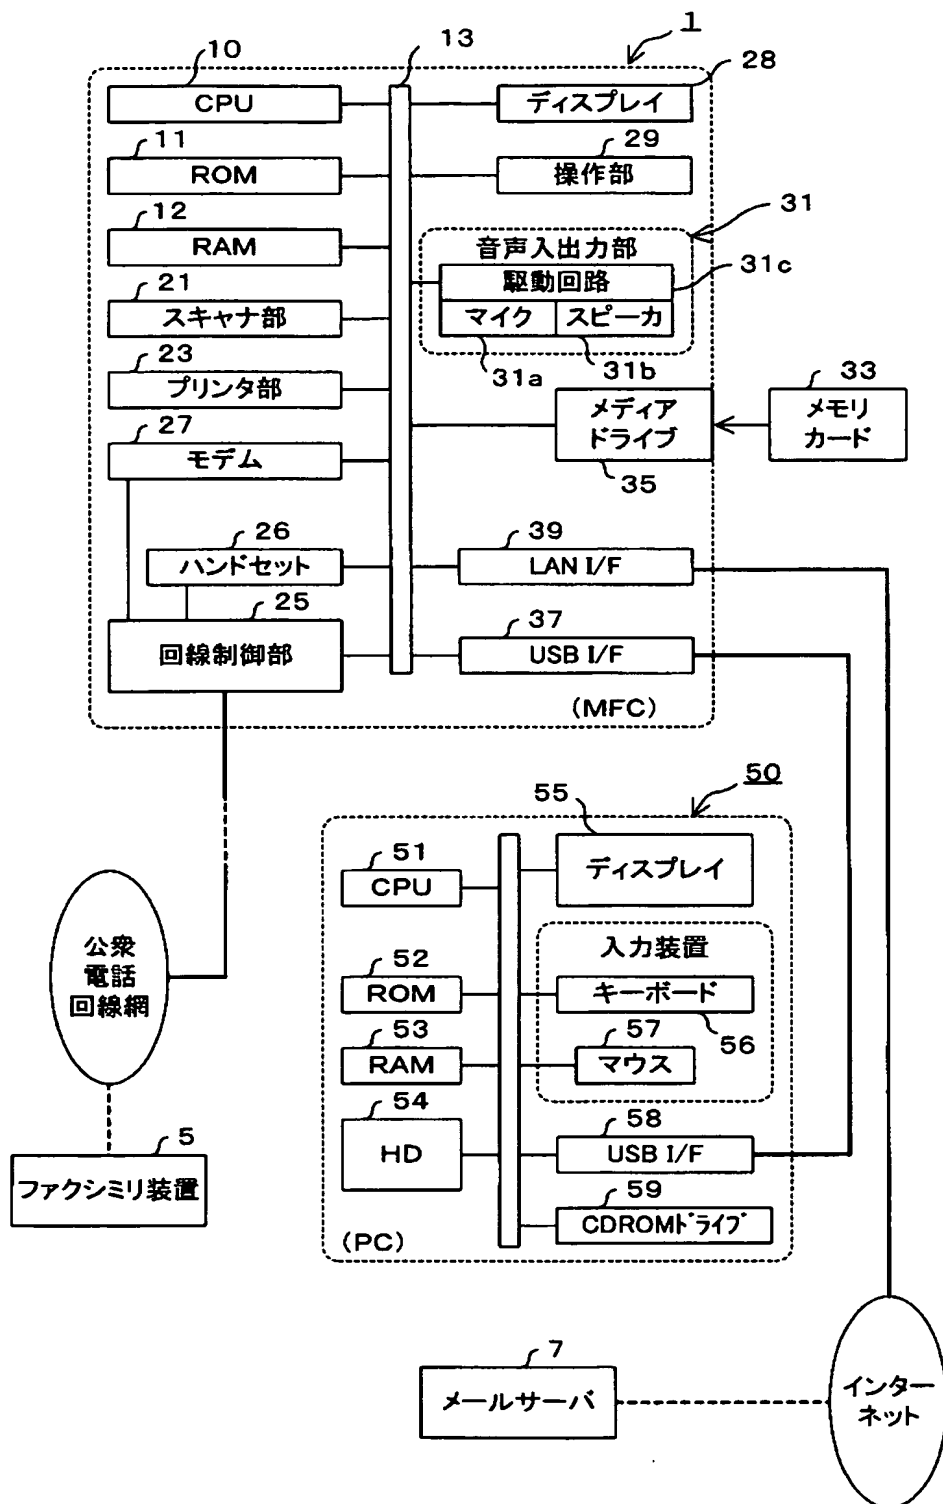 1
10
13
28
CPU
ディスプレイ
11
29
ROM
操作部
12
31
RAM
音声入出力部
31c
駆動回路
21
スキャナ部
マイク
スピーカ
31a
31b
23
33
プリンタ部
メディア
ドライブ
メモリ
カード
27
モデム
35
26
39
ハンドセット
LAN I/F
25
37
回線制御部
USB I/F
(MFC)
50
55
51
ディスプレイ
CPU
公衆
電話
回線網
入力装置
52
ROM
キーボード
53
57
56
RAM
マウス
54
58
HD
USB I/F
5
59
ファクシミリ装置
CDROMドライブ
(PC)
7
メールサーバ
インター
ネット